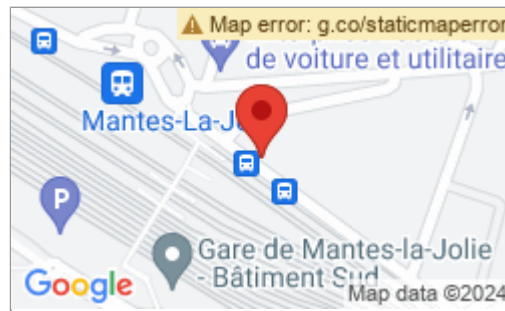 Map error: g.co/staticmaperror
de voiture et utilitaire
Mantes-La-Jo
P
Gare de Mantes-la-Jolie
- Bâtiment Sud
Google
Map data ©2024